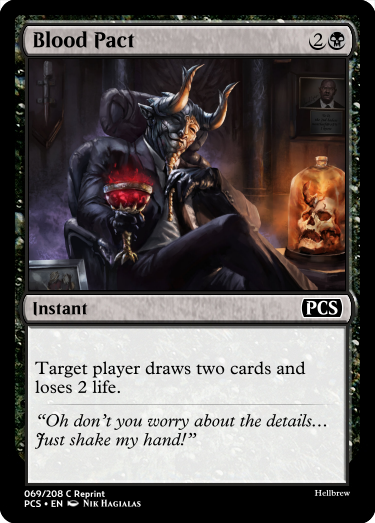 Blood Pact 2
Instant PCS
Target player draws two cards and
loses 2 life.
“Oh don't you worry about the details…
Just shake my hand!”
069/208 C Reprint Hellbrew
PCS • EN Nik Hagialas